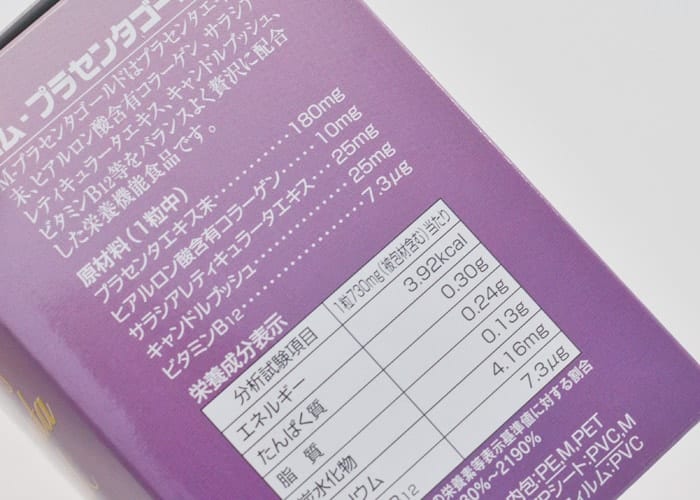 ム・プラセンタゴー
M-プラセンタゴールドはプラセンタエ
末、ヒアルロン酸含有コラーゲン、サラシア
レティキュラータエキス、キャンドルブッシュ、
ビタミンB12等をバランスよく贅沢に配合
した栄養機能食品です。
原材料(1粒中)
プラセンタエキス末・・・・・・・・・180mg
ヒアルロン酸含有コラーゲン・・・・・10mg
サラシアレティキュラータエキス・・・25mg
キャンドルブッシュ・・・・・・・・・25mg
ビタミンB12・・・・・・・・・・・・7.3μg
栄養成分表示
分析試験項目 1粒730mg(被包材含む)当たり
エネルギー 3.92kcal
たんぱく質 0.30g
脂 質 0.24g
炭水化物 0.13g
リウム 4.16mg
B12 7.3μg
の栄養素等表示基準値に対する割合
0%~2190%
包:PE,M,PET
シート:PVC,M
ルム:PVC